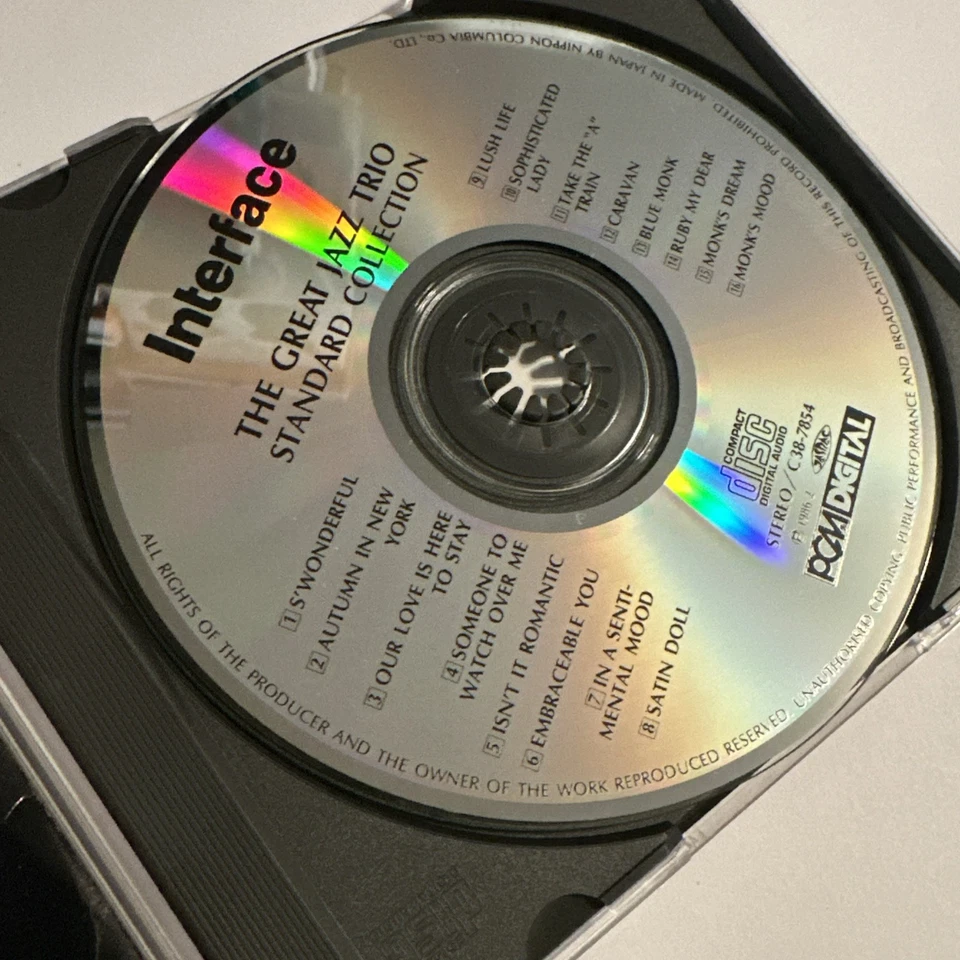 Interface
THE GREAT JAZZ TRIO
STANDARD COLLECTION
1 S'WONDERFUL
2 AUTUMN IN NEW
YORK
3 OUR LOVE IS HERE
TO STAY
4 SOMEONE TO
WATCH OVER ME
5 ISN'T IT ROMANTIC
6 EMBRACEABLE YOU
7 IN A SENTI-
MENTAL MOOD
8 SATIN DOLL
9 LUSH LIFE
10 SOPHISTICATED
LADY
11 TAKE THE "A"
TRAIN
12 CARAVAN
13 BLUE MONK
14 RUBY MY DEAR
15 MONK'S DREAM
16 MONK'S MOOD
COMPACT
disc
DIGITAL AUDIO
STEREO / C38-7854
Ⓟ 1986. 2
PCM DIGITAL
ALL RIGHTS OF THE PRODUCER AND THE OWNER OF THE WORK REPRODUCED RESERVED. UNAUTHORISED COPYING, PUBLIC PERFORMANCE AND BROADCASTING OF THIS RECORD PROHIBITED MADE IN JAPAN BY NIPPON COLUMBIA Co., LTD.